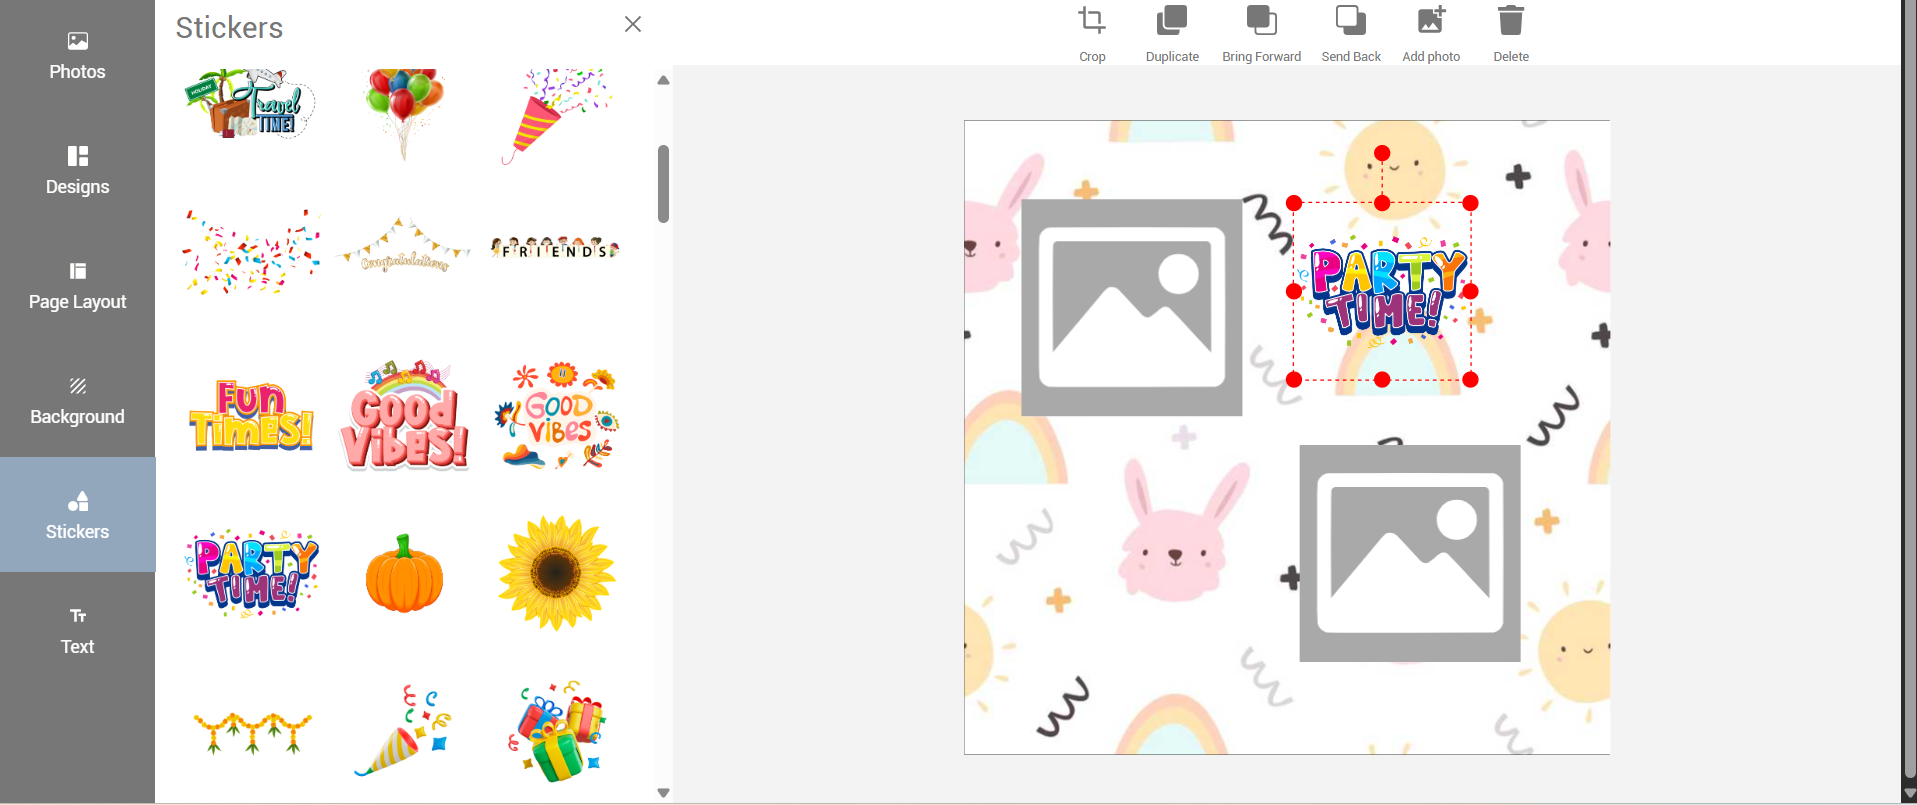 Photos
Designs
Page Layout
Background
Stickers
Text
Stickers
HOLIDAY
Travel
TIME!
Congratulations
FRIENDS
Fun
Times!
Good
Vibes!
GOOD
ViBes
PARTY
TIME!
Crop
Duplicate
Bring Forward
Send Back
Add photo
Delete
PARTY
TIME!